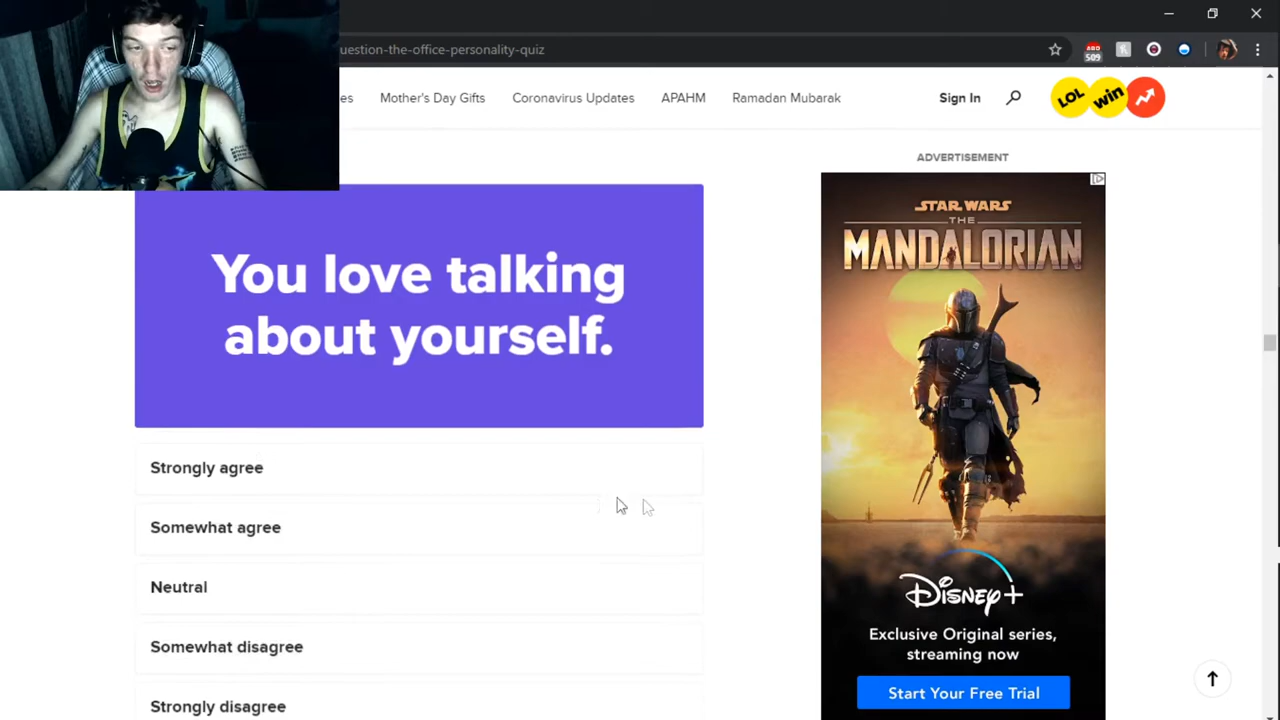 uestion-the-office-personality-quiz
509
es
Mother's Day Gifts
Coronavirus Updates
APAHM
Ramadan Mubarak
Sign In
LOL
win
ADVERTISEMENT
STAR WARS
THE
MANDALORIAN
You love talking
about yourself.
Strongly agree
Somewhat agree
Neutral
Somewhat disagree
Strongly disagree
Disney+
Exclusive Original series,
streaming now
Start Your Free Trial